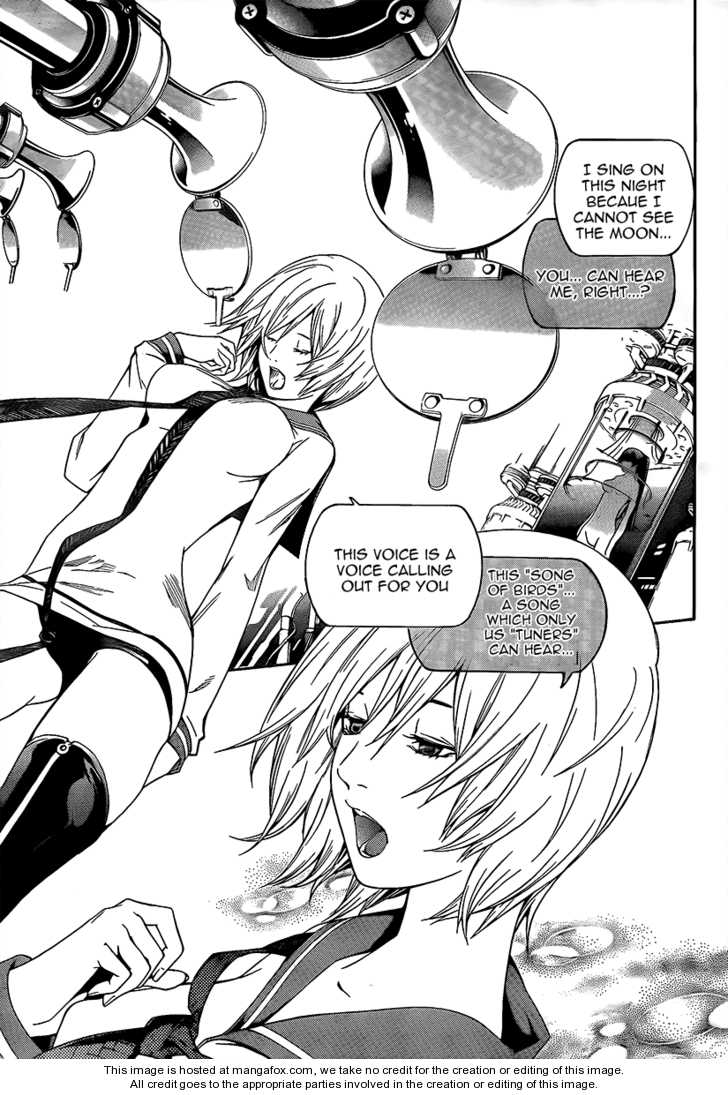 I SING ON
THIS NIGHT
BECAUE I
CANNOT SEE
THE MOON...
YOU... CAN HEAR
ME, RIGHT....?
THIS VOICE IS A
VOICE CALLING
OUT FOR YOU
THIS "SONG
OF BIRDS"...
A SONG
WHICH ONLY
US "TUNERS"
CAN HEAR...
This image is hosted at mangafox.com, we take no credit for the creation or editing of this image.
All credit goes to the appropriate parties involved in the creation or editing of this image.